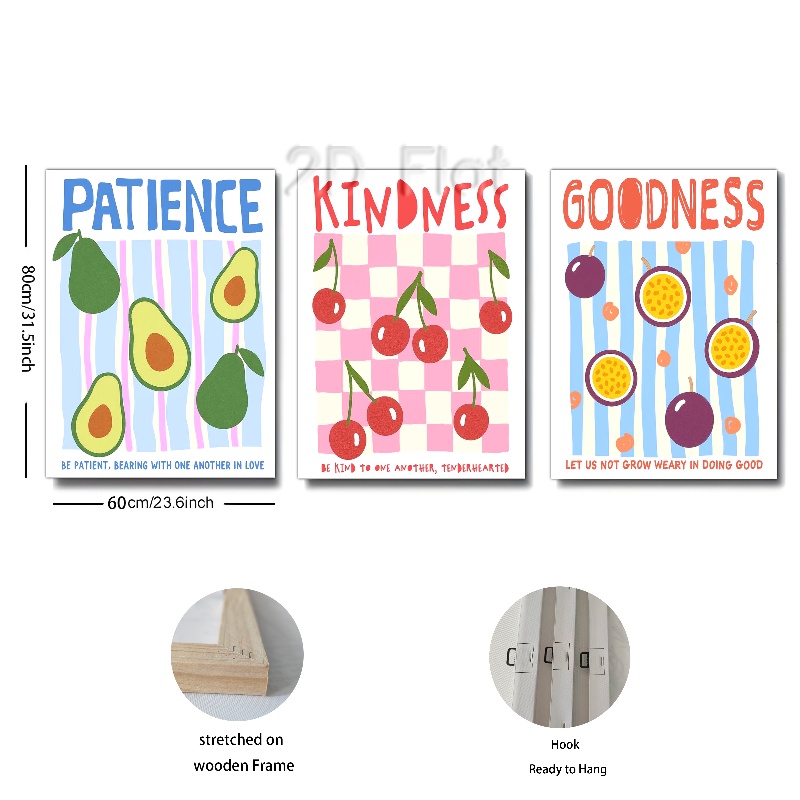 2D Flat
PATIENCE
KINDNESS
GOODNESS
80cm/31.5inch
BE PATIENT, BEARING WITH ONE ANOTHER IN LOVE
BE KIND TO ONE ANOTHER, TENDERHEARTED
LET US NOT GROW WEARY IN DOING GOOD
60cm/23.6inch
stretched on
wooden Frame
Hook
Ready to Hang